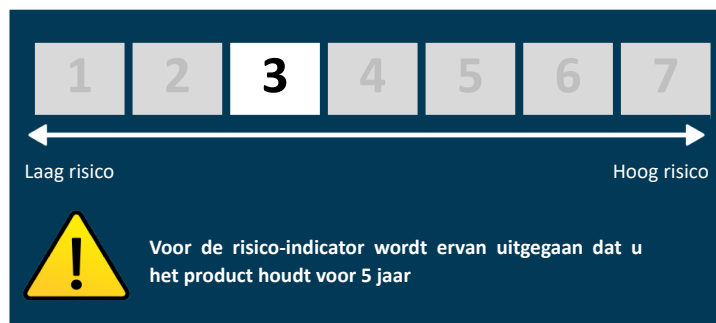 1 2 3 4 5 6 7
Laag risico Hoog risico
!
Voor de risico-indicator wordt ervan uitgegaan dat u
het product houdt voor 5 jaar